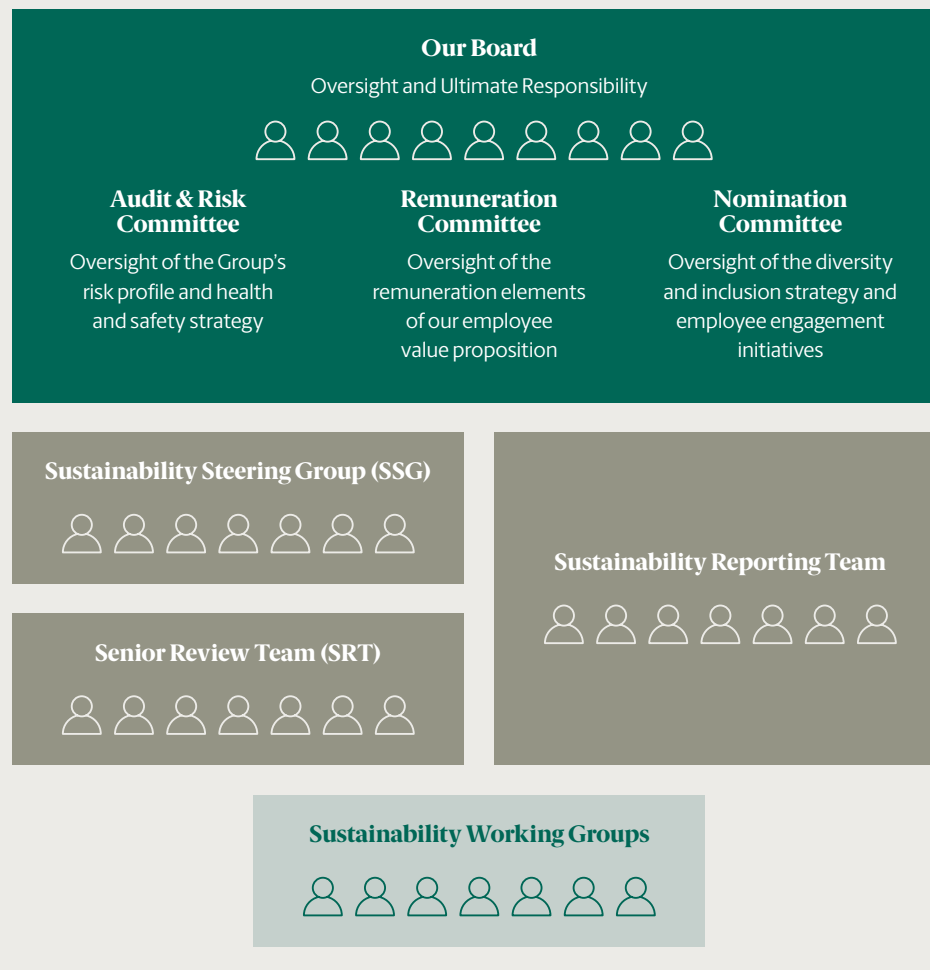 Our Board
Oversight and Ultimate Responsibility
Audit & Risk
Committee
Oversight of the Group’s
risk profile and health
and safety strategy
Remuneration
Committee
Oversight of the
remuneration elements
of our employee
value proposition
Nomination
Committee
Oversight of the diversity
and inclusion strategy and
employee engagement
initiatives
Sustainability Steering Group (SSG)
Senior Review Team (SRT)
Sustainability Reporting Team
Sustainability Working Groups